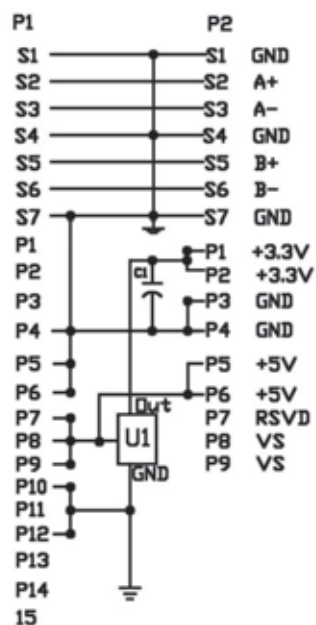 P1 P2
S1 S1 GND
S2 S2 A+
S3 S3 A-
S4 S4 GND
S5 S5 B+
S6 S6 B-
S7 S7 GND
P1 P1 +3.3V
P2 C1 P2 +3.3V
P3 P3 GND
P4 P4 GND
P5 P5 +5V
P6 P6 +5V
Out
P7 P7 RSVD
P8 U1 P8 VS
P9 P9 VS
GND
P10
P11
P12
P13
P14
15